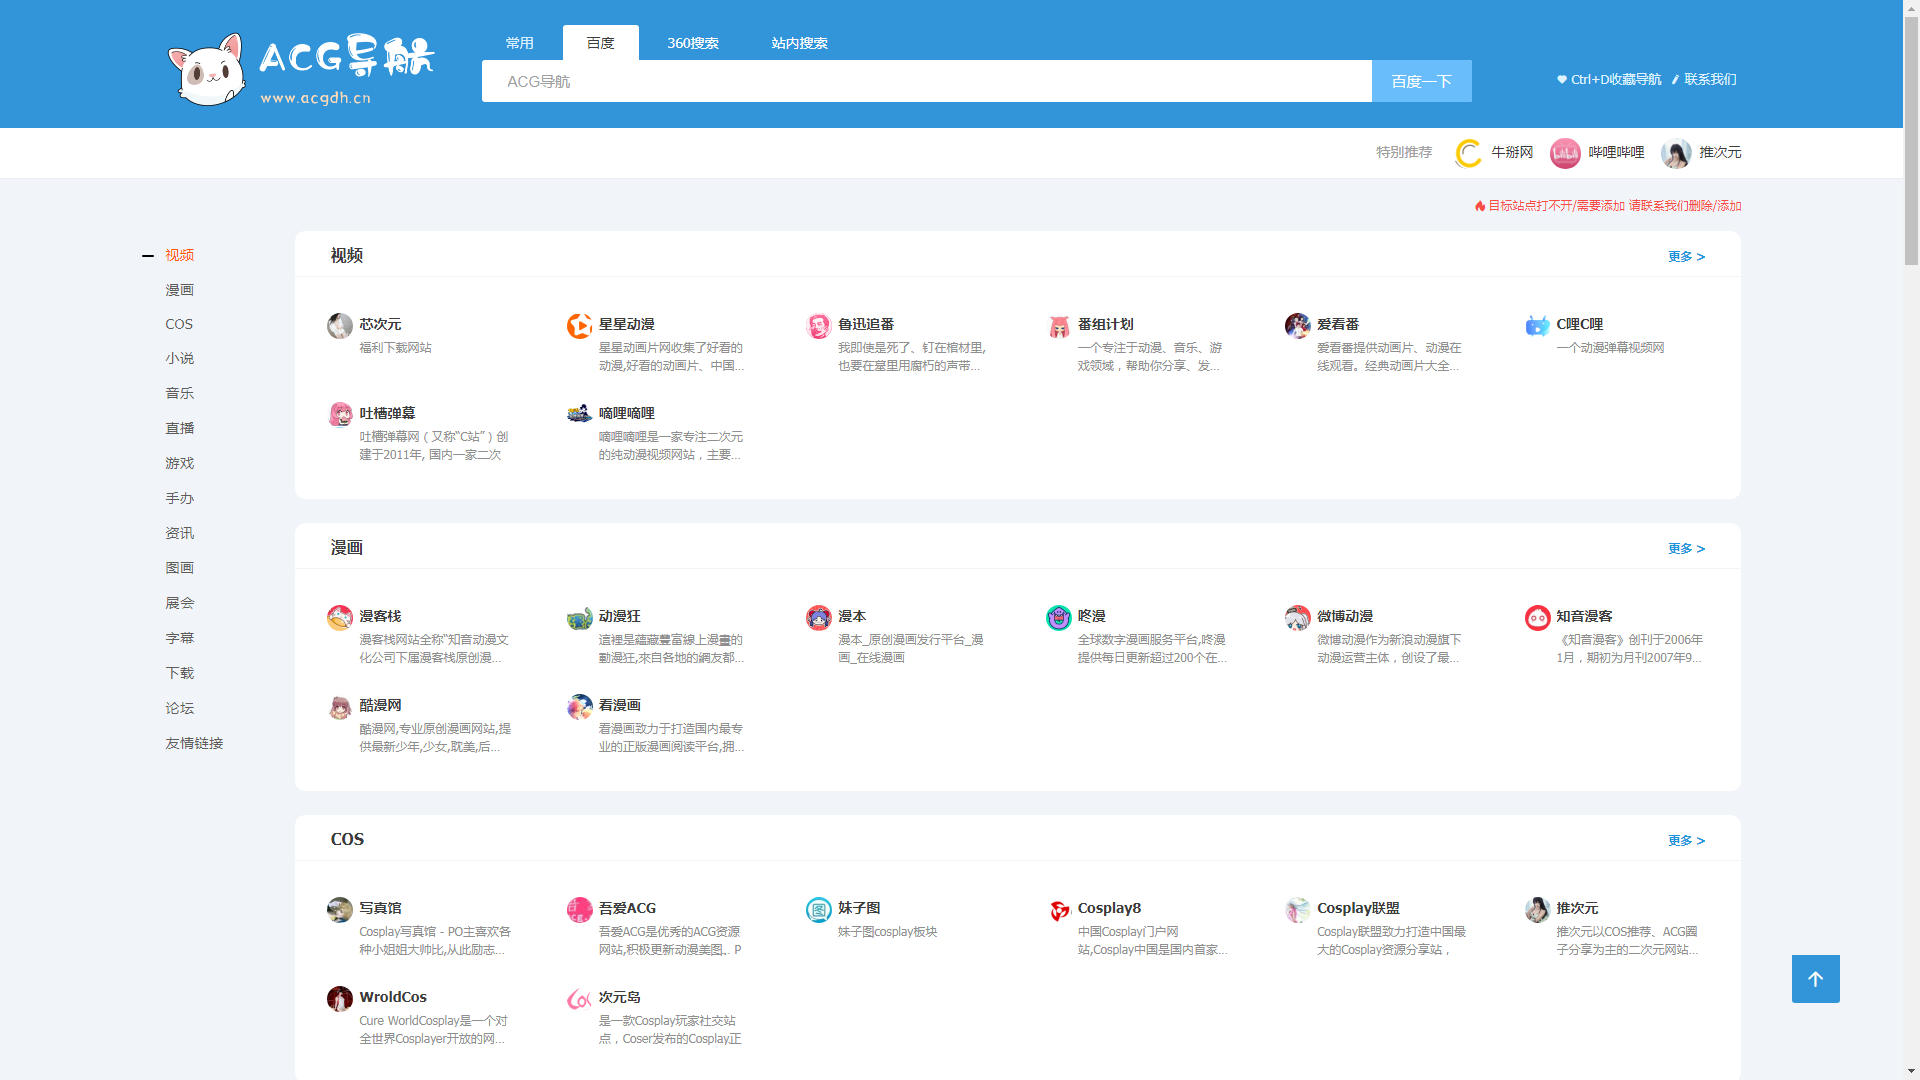 ACG导航
www.acgdh.cn
常用
百度
360搜索
站内搜索
ACG导航
百度一下
Ctrl+D收藏导航
联系我们
特别推荐
牛掰网
哔哩哔哩
推次元
目标站点打不开/需要添加 请联系我们删除/添加
视频
漫画
COS
小说
音乐
直播
游戏
手办
资讯
图画
展会
字幕
下载
论坛
友情链接
视频
更多 >
芯次元
福利下载网站
星星动漫
星星动画片网收集了好看的
动漫,好看的动画片、中国...
鲁迅追番
我即使是死了、钉在棺材里,
也要在墓里用腐朽的声带...
番组计划
一个专注于动漫、音乐、游
戏领域，帮助你分享、发...
爱看番
爱看番提供动画片、动漫在
线观看。经典动画片大全...
C哩C哩
一个动漫弹幕视频网
吐槽弹幕
吐槽弹幕网（又称“C站”）创
建于2011年, 国内一家二次
嘀哩嘀哩
嘀哩嘀哩是一家专注二次元
的纯动漫视频网站，主要...
漫画
更多 >
漫客栈
漫客栈网站全称“知音动漫文
化公司下属漫客栈原创漫...
动漫狂
這裡是蘊藏豐富線上漫畫的
動漫狂,來自各地的網友都...
漫本
漫本_原创漫画发行平台_漫
画_在线漫画
咚漫
全球数字漫画服务平台,咚漫
提供每日更新超过200个在...
微博动漫
微博动漫作为新浪动漫旗下
动漫运营主体，创设了最...
知音漫客
《知音漫客》创刊于2006年
1月，期初为月刊2007年9...
酷漫网
酷漫网,专业原创漫画网站,提
供最新少年,少女,耽美,后...
看漫画
看漫画致力于打造国内最专
业的正版漫画阅读平台,拥...
COS
更多 >
写真馆
Cosplay写真馆 - PO主喜欢各
种小姐姐大帅比,从此励志...
吾爱ACG
吾爱ACG是优秀的ACG资源
网站,积极更新动漫美图、P
妹子图
妹子图cosplay板块
Cosplay8
中国Cosplay门户网
站,Cosplay中国是国内首家...
Cosplay联盟
Cosplay联盟致力打造中国最
大的Cosplay资源分享站，
推次元
推次元以COS推荐、ACG圈
子分享为主的二次元网站...
WroldCos
Cure WorldCosplay是一个对
全世界Cosplayer开放的网...
次元岛
是一款Cosplay玩家社交站
点，Coser发布的Cosplay正